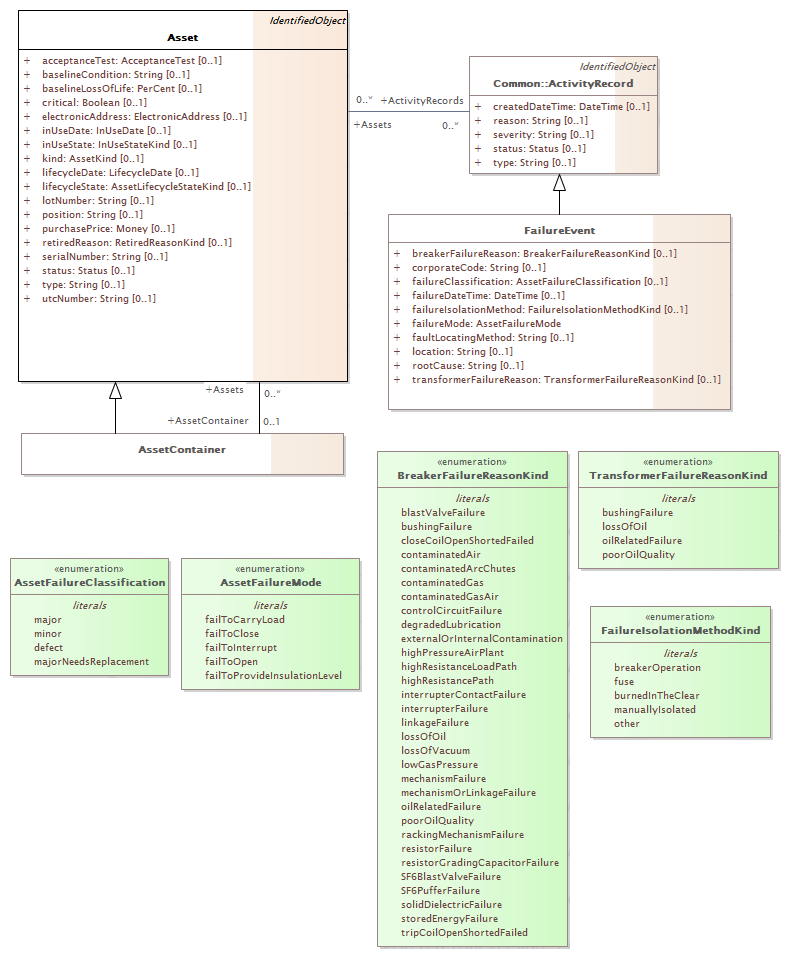 IdentifiedObject
Asset
+ acceptanceTest: AcceptanceTest [0..1]
+ baselineCondition: String [0..1]
+ baselineLossOfLife: PerCent [0..1]
+ critical: Boolean [0..1]
+ electronicAddress: ElectronicAddress [0..1]
+ inUseDate: InUseDate [0..1]
+ inUseState: InUseStateKind [0..1]
+ kind: AssetKind [0..1]
+ lifecycleDate: LifecycleDate [0..1]
+ lifecycleState: AssetLifecycleStateKind [0..1]
+ lotNumber: String [0..1]
+ position: String [0..1]
+ purchasePrice: Money [0..1]
+ retiredReason: RetiredReasonKind [0..1]
+ serialNumber: String [0..1]
+ status: Status [0..1]
+ type: String [0..1]
+ utcNumber: String [0..1]
0..* +ActivityRecords
+Assets 0..*
IdentifiedObject
Common::ActivityRecord
+ createdDateTime: DateTime [0..1]
+ reason: String [0..1]
+ severity: String [0..1]
+ status: Status [0..1]
+ type: String [0..1]
FailureEvent
+ breakerFailureReason: BreakerFailureReasonKind [0..1]
+ corporateCode: String [0..1]
+ failureClassification: AssetFailureClassification [0..1]
+ failureDateTime: DateTime [0..1]
+ failureIsolationMethod: FailureIsolationMethodKind [0..1]
+ failureMode: AssetFailureMode
+ faultLocatingMethod: String [0..1]
+ location: String [0..1]
+ rootCause: String [0..1]
+ transformerFailureReason: TransformerFailureReasonKind [0..1]
+Assets 0..*
+AssetContainer 0..1
AssetContainer
«enumeration»
BreakerFailureReasonKind
literals
blastValveFailure
bushingFailure
closeCoilOpenShortedFailed
contaminatedAir
contaminatedArcChutes
contaminatedGas
contaminatedGasAir
controlCircuitFailure
degradedLubrication
externalOrInternalContamination
highPressureAirPlant
highResistanceLoadPath
highResistancePath
interrupterContactFailure
interrupterFailure
linkageFailure
lossOfOil
lossOfVacuum
lowGasPressure
mechanismFailure
mechanismOrLinkageFailure
oilRelatedFailure
poorOilQuality
rackingMechanismFailure
resistorFailure
resistorGradingCapacitorFailure
SF6BlastValveFailure
SF6PufferFailure
solidDielectricFailure
storedEnergyFailure
tripCoilOpenShortedFailed
«enumeration»
TransformerFailureReasonKind
literals
bushingFailure
lossOfOil
oilRelatedFailure
poorOilQuality
«enumeration»
AssetFailureClassification
literals
major
minor
defect
majorNeedsReplacement
«enumeration»
AssetFailureMode
literals
failToCarryLoad
failToClose
failToInterrupt
failToOpen
failToProvideInsulationLevel
«enumeration»
FailureIsolationMethodKind
literals
breakerOperation
fuse
burnedInTheClear
manuallyIsolated
other